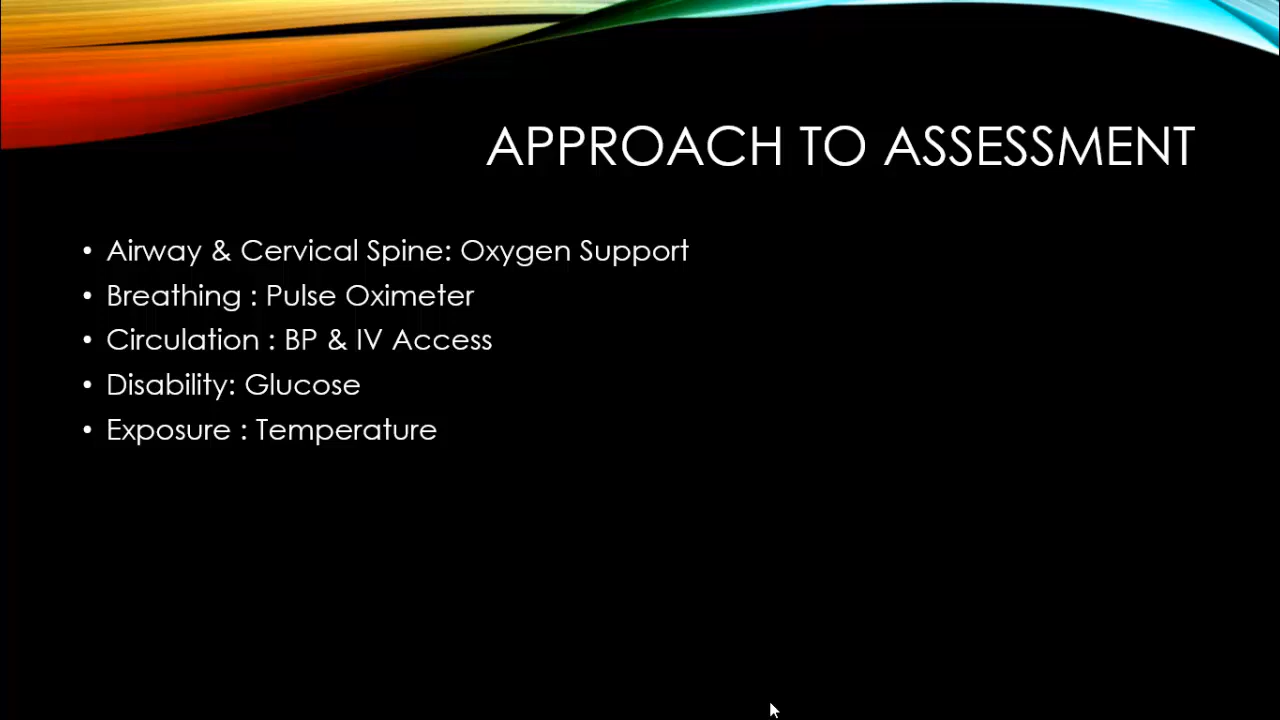 APPROACH TO ASSESSMENT
• Airway & Cervical Spine: Oxygen Support
• Breathing : Pulse Oximeter
• Circulation : BP & IV Access
• Disability: Glucose
• Exposure : Temperature